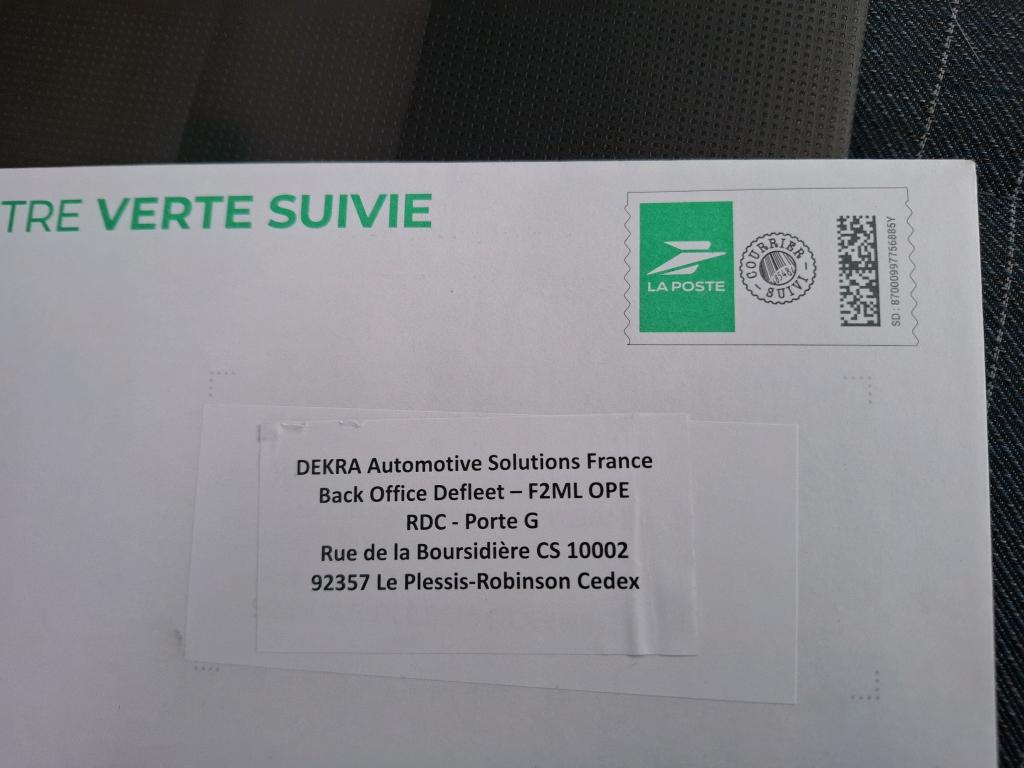 TRE VERTE SUIVIE
LA POSTE
COURRIER
SUIVI
SD : 87000997756885Y
DEKRA Automotive Solutions France
Back Office Defleet – F2ML OPE
RDC - Porte G
Rue de la Boursidière CS 10002
92357 Le Plessis-Robinson Cedex